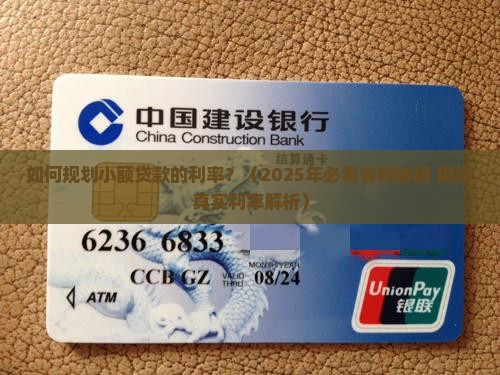 中国建设银行
China Construction Bank
结算通卡
如何规划小额贷款的利率？（2025年必看
真实利率解析）
6236 6833
MONTH/YEAR
CCB GZ VALID THRU 08/24
ATM
UnionPay
银联